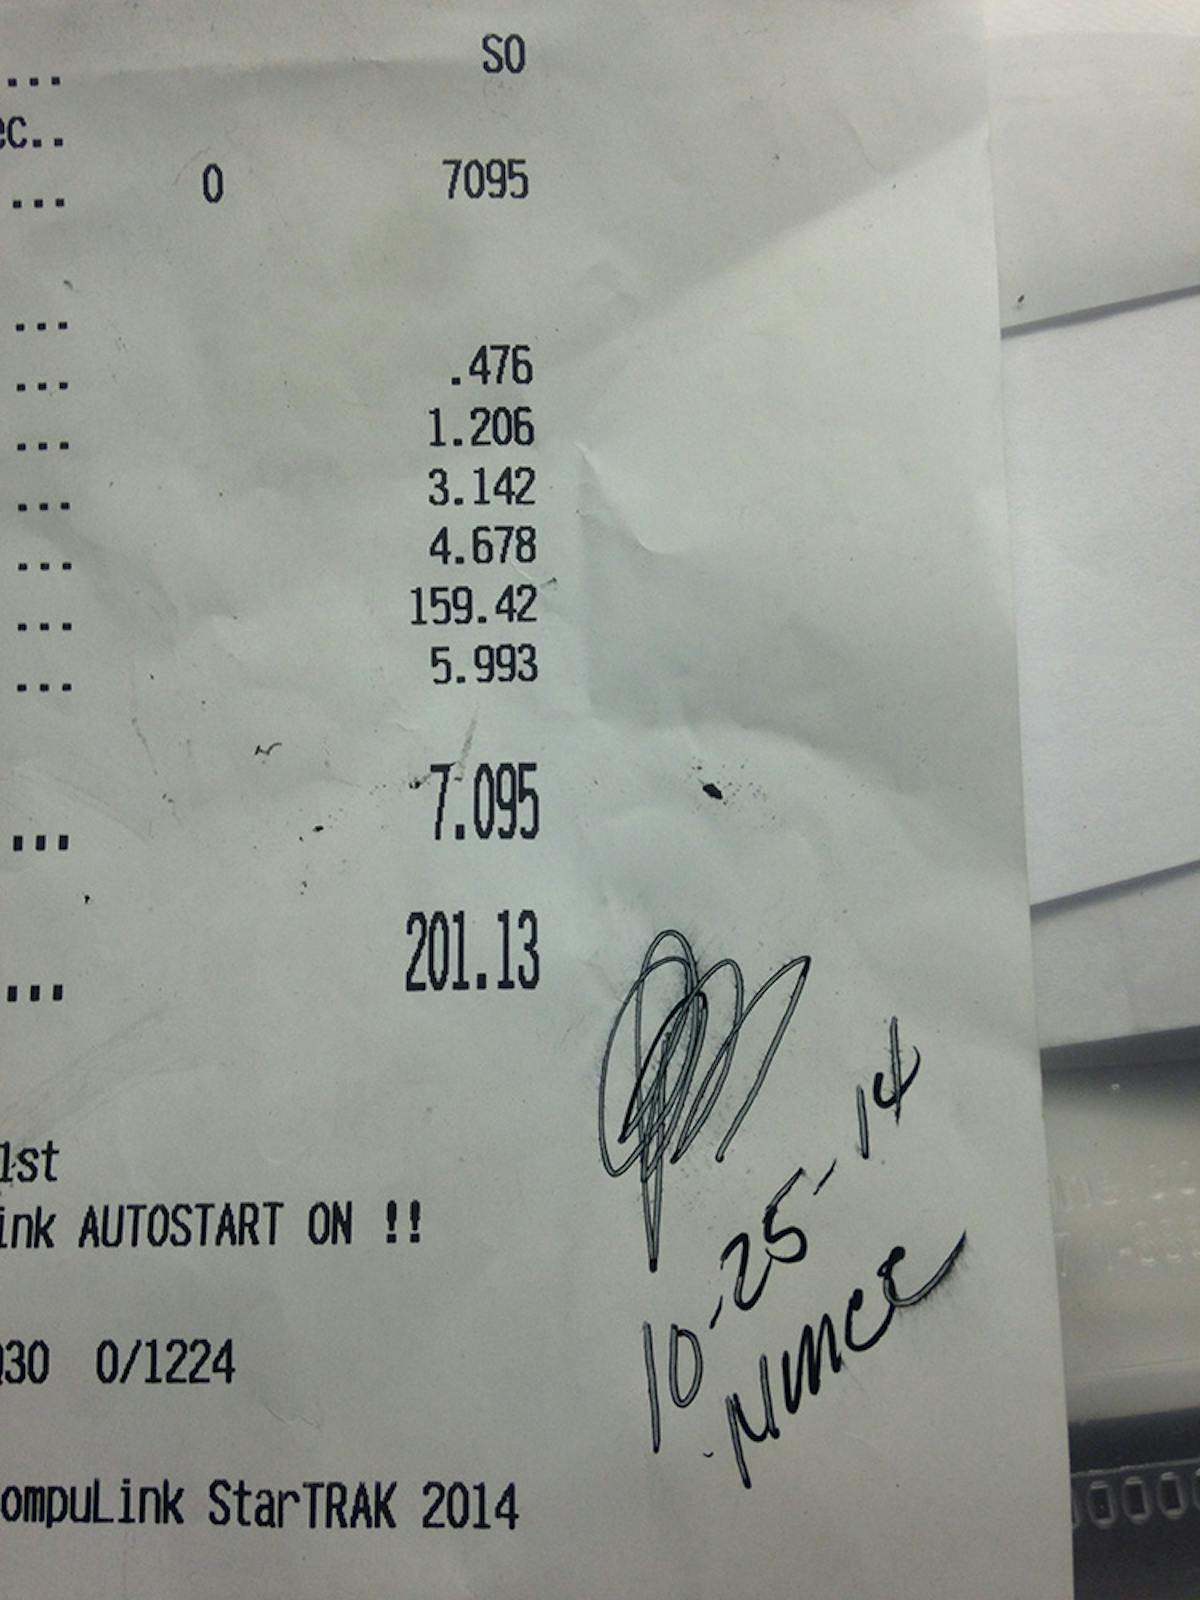 ... SO
ec..
... 0 7095
...
... .476
... 1.206
... 3.142
... 4.678
... 159.42
... 5.993
... 7.095
... 201.13
1st
ink AUTOSTART ON !!
Q30 0/1224
ompuLink StarTRAK 2014
10-25-14